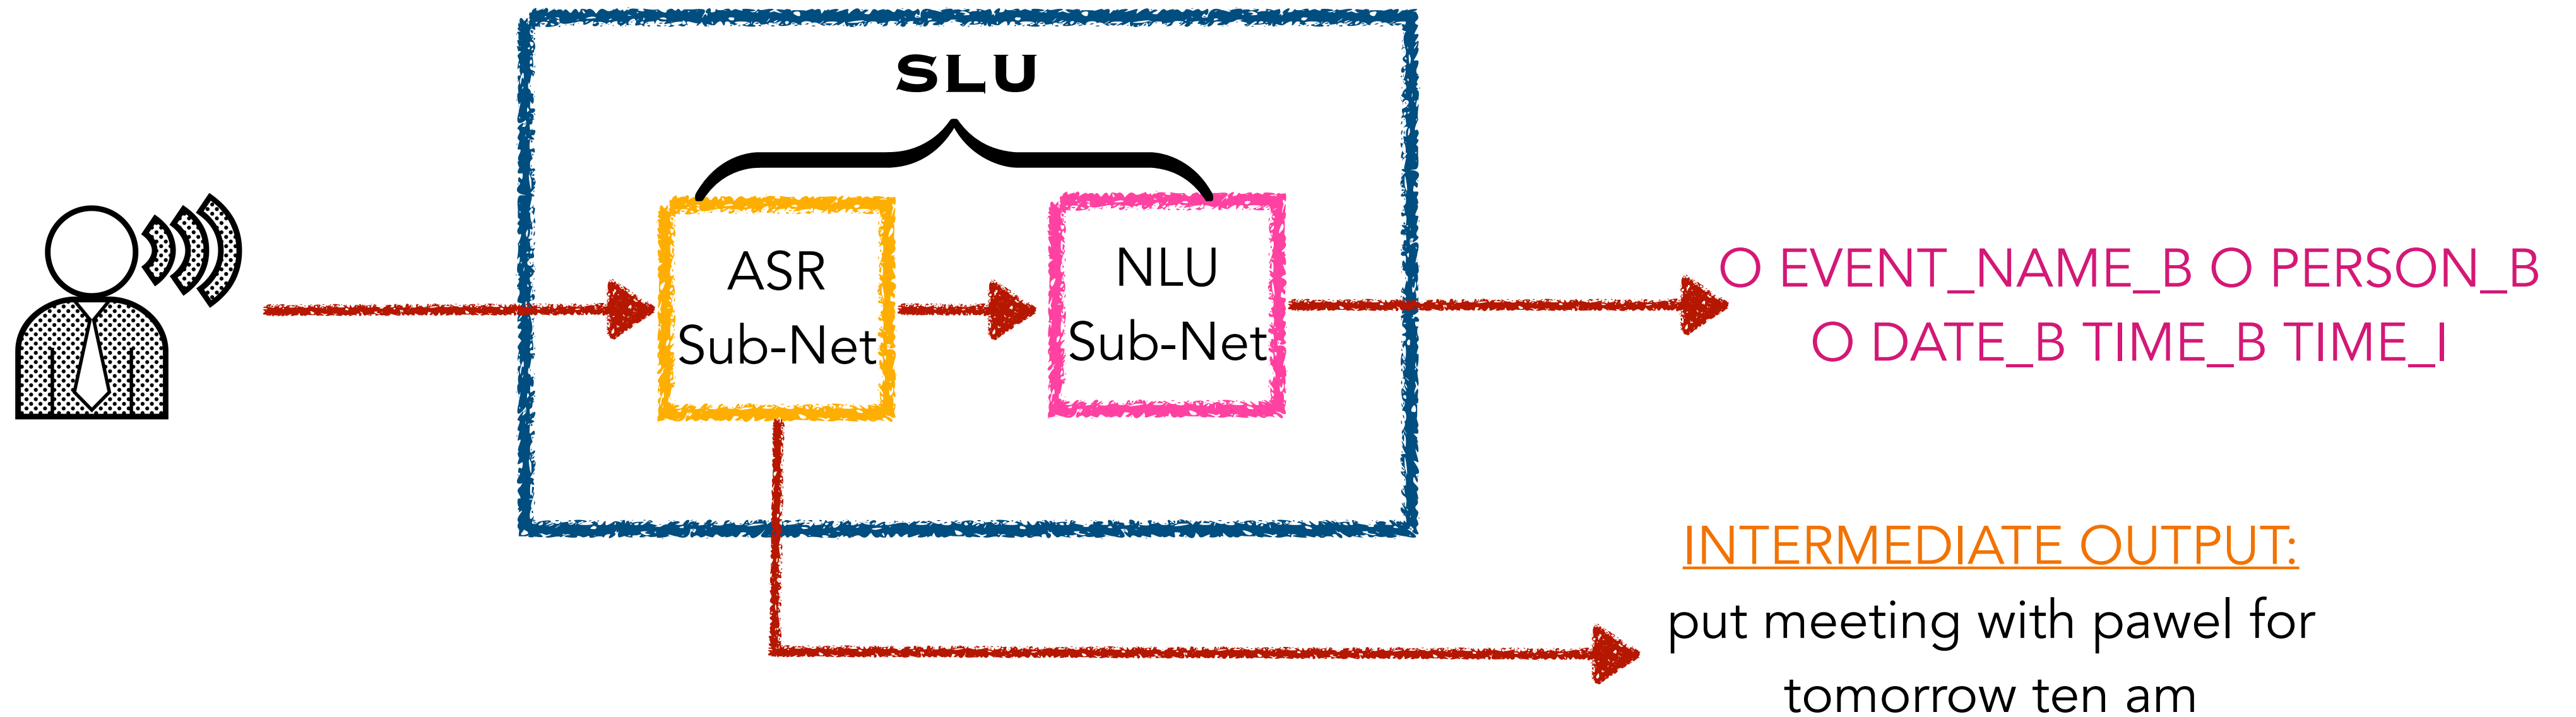 SLU
ASR
Sub-Net
NLU
Sub-Net
O EVENT_NAME_B O PERSON_B
O DATE_B TIME_B TIME_I
INTERMEDIATE OUTPUT:
put meeting with pawel for
tomorrow ten am